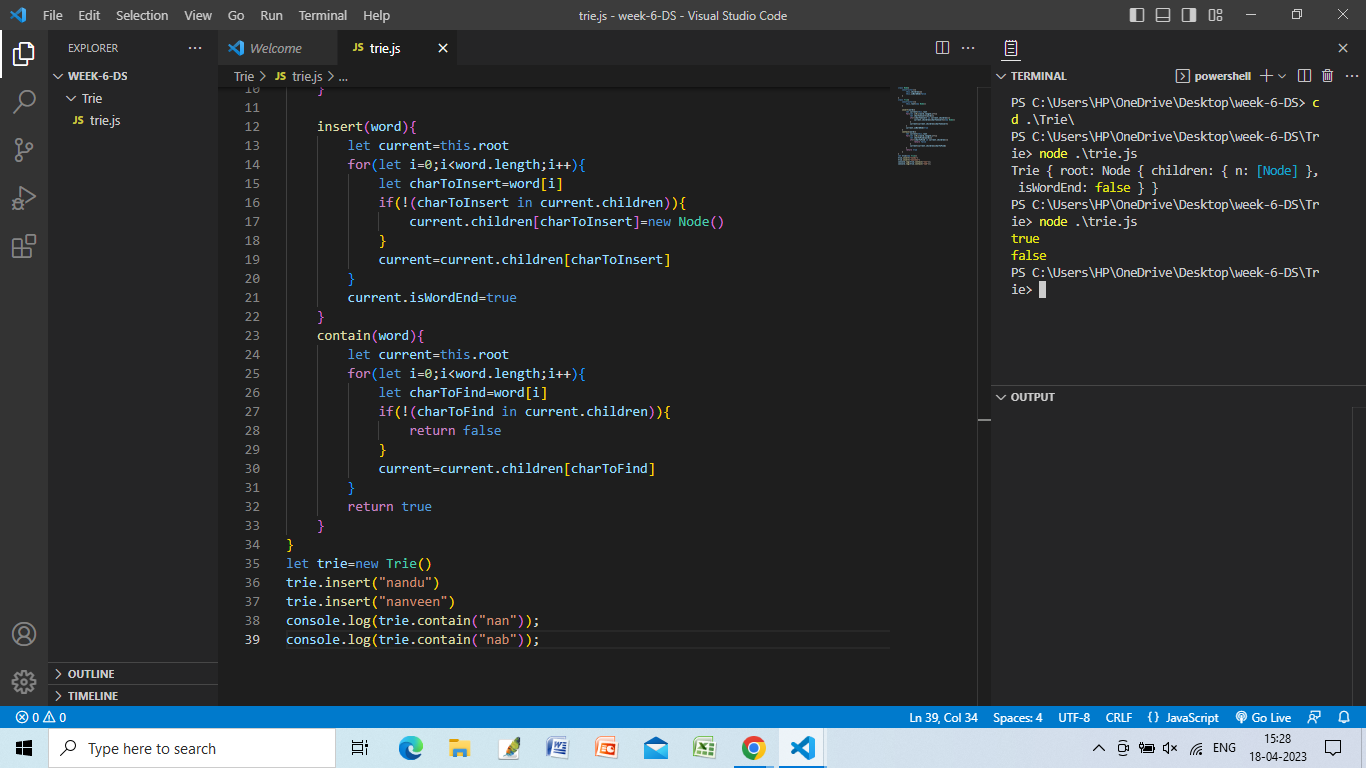 File Edit Selection View Go Run Terminal Help
trie.js - week-6-DS - Visual Studio Code
EXPLORER
WEEK-6-DS
Trie
JS trie.js
OUTLINE
TIMELINE
Welcome
JS trie.js
Trie > JS trie.js > ...
10 }
11
12 insert(word){
13 let current=this.root
14 for(let i=0;i<word.length;i++){
15 let charToInsert=word[i]
16 if(!(charToInsert in current.children)){
17 current.children[charToInsert]=new Node()
18 }
19 current=current.children[charToInsert]
20 }
21 current.isWordEnd=true
22 }
23 contain(word){
24 let current=this.root
25 for(let i=0;i<word.length;i++){
26 let charToFind=word[i]
27 if(!(charToFind in current.children)){
28 return false
29 }
30 current=current.children[charToFind]
31 }
32 return true
33 }
34 }
35 let trie=new Trie()
36 trie.insert("nandu")
37 trie.insert("nanveen")
38 console.log(trie.contain("nan"));
39 console.log(trie.contain("nab"));
TERMINAL
powershell
PS C:\Users\HP\OneDrive\Desktop\week-6-DS> c
d .\Trie\
PS C:\Users\HP\OneDrive\Desktop\week-6-DS\Tr
ie> node .\trie.js
Trie { root: Node { children: { n: [Node] },
isWordEnd: false } }
PS C:\Users\HP\OneDrive\Desktop\week-6-DS\Tr
ie> node .\trie.js
true
false
PS C:\Users\HP\OneDrive\Desktop\week-6-DS\Tr
ie>
OUTPUT
0 0
Ln 39, Col 34 Spaces: 4 UTF-8 CRLF {} JavaScript Go Live
Type here to search
ENG
15:28
18-04-2023